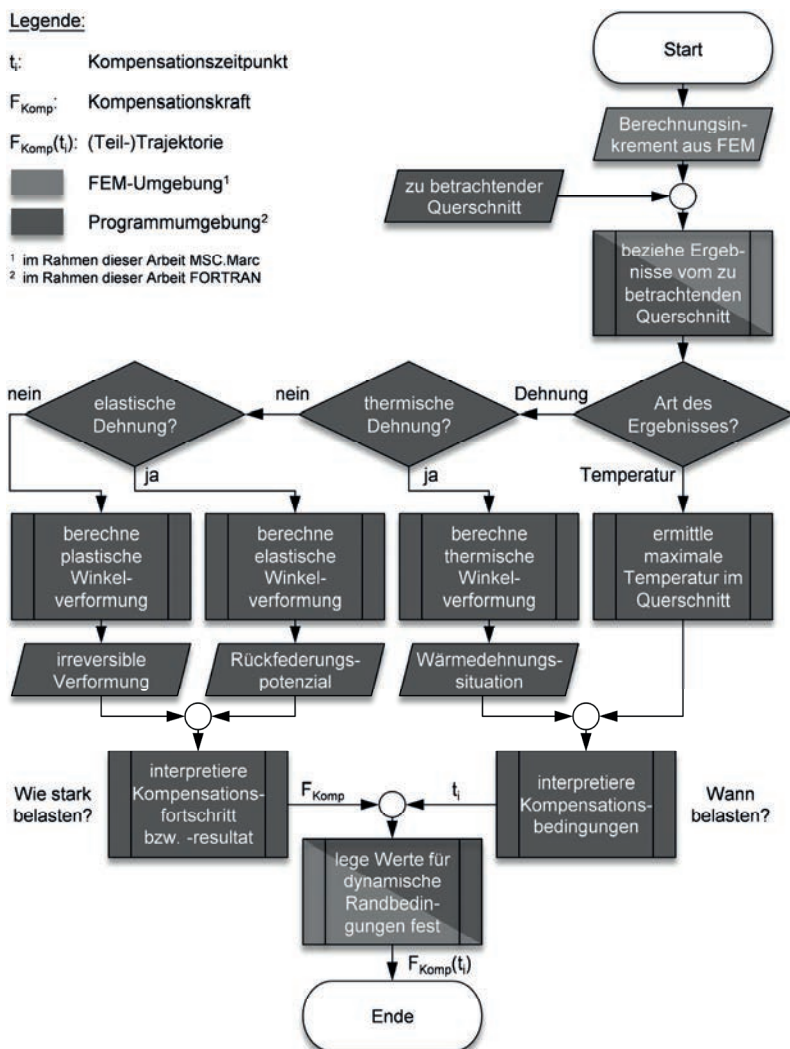 Legende:
tᵢ: Kompensationszeitpunkt
F_Komp: Kompensationskraft
F_Komp(tᵢ): (Teil-)Trajektorie
FEM-Umgebung¹
Programmumgebung²
¹ im Rahmen dieser Arbeit MSC.Marc
² im Rahmen dieser Arbeit FORTRAN
Start
Berechnungsin-
krement aus FEM
zu betrachtender
Querschnitt
beziehe Ergeb-
nisse vom zu
betrachtenden
Querschnitt
nein
elastische
Dehnung?
nein
thermische
Dehnung?
Dehnung
Art des
Ergebnisses?
ja
ja
Temperatur
berechne
plastische
Winkel-
verformung
berechne
elastische
Winkel-
verformung
berechne
thermische
Winkel-
verformung
ermittle
maximale
Temperatur im
Querschnitt
irreversible
Verformung
Rückfederungs-
potenzial
Wärmedehnungs-
situation
Wie stark
belasten?
interpretiere
Kompensations-
fortschritt
bzw. -resultat
F_Komp
tᵢ
interpretiere
Kompensations-
bedingungen
Wann
belasten?
lege Werte für
dynamische
Randbedin-
gungen fest
F_Komp(tᵢ)
Ende